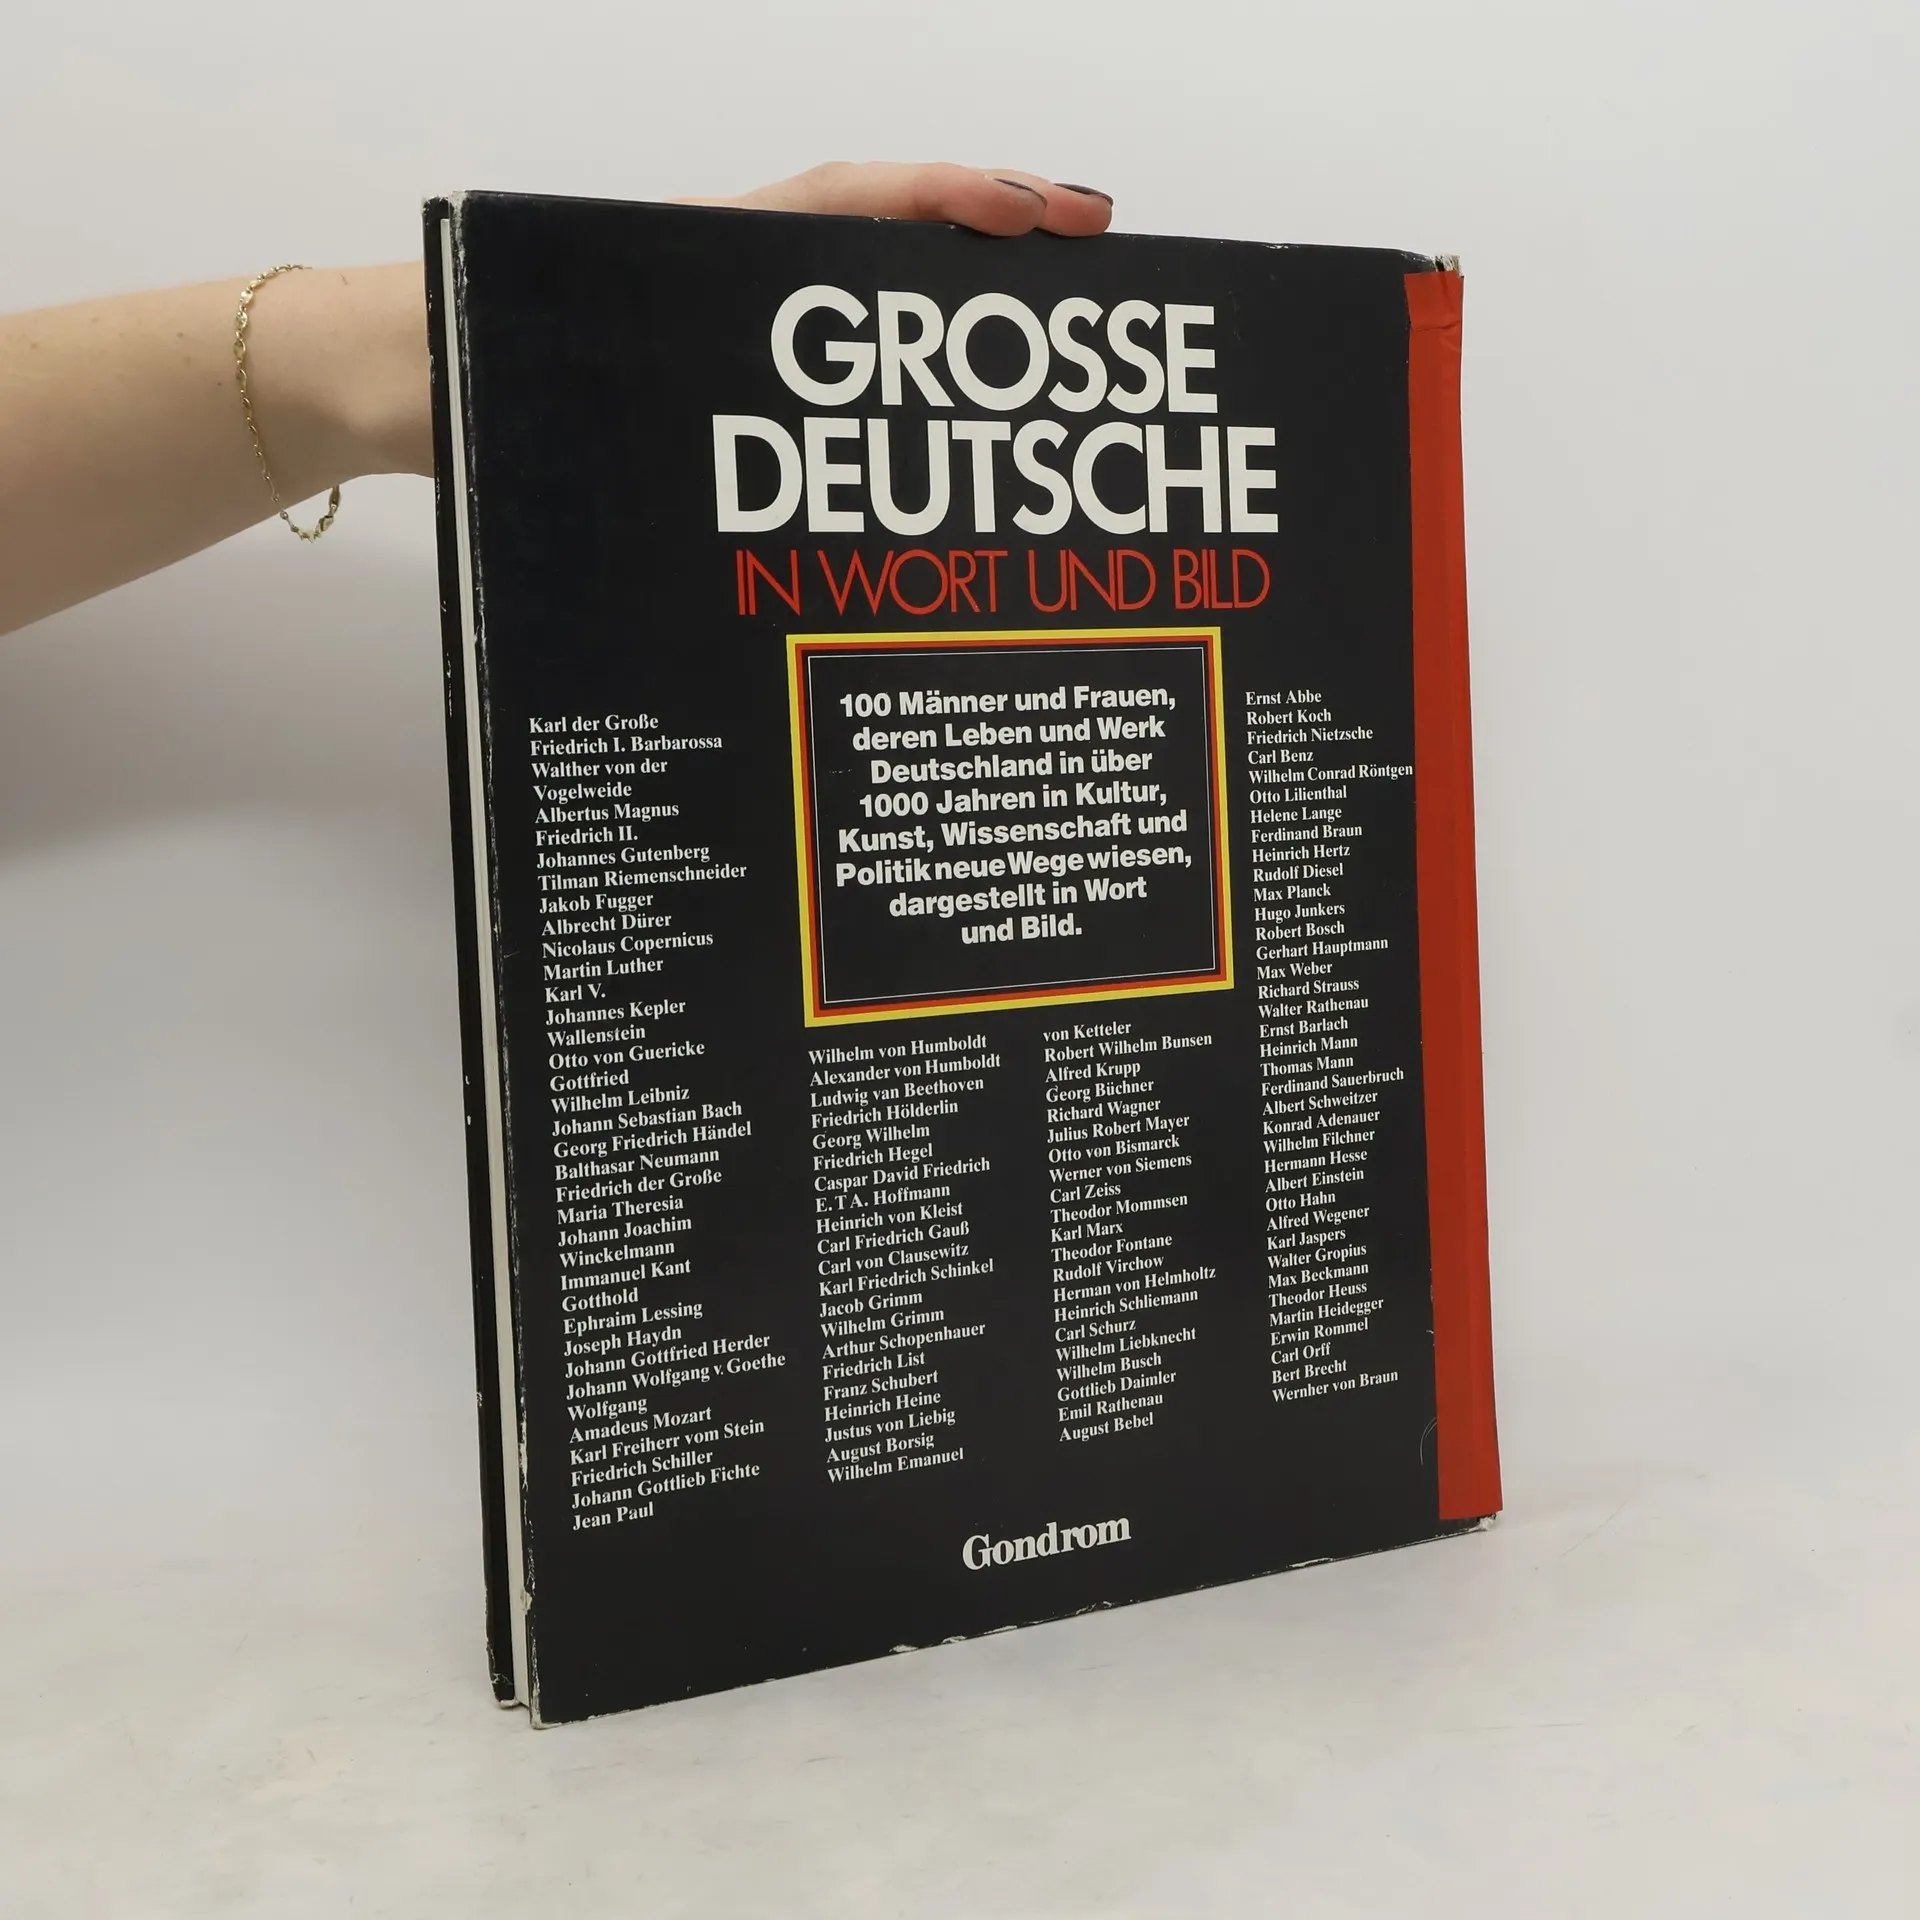 GROSSE
DEUTSCHE
IN WORT UND BILD
100 Männer und Frauen,
deren Leben und Werk
Deutschland in über
1000 Jahren in Kultur,
Kunst, Wissenschaft und
Politik neue Wege wiesen,
dargestellt in Wort
und Bild.
Karl der Große
Friedrich I. Barbarossa
Walther von der
Vogelweide
Albertus Magnus
Friedrich II.
Johannes Gutenberg
Tilman Riemenschneider
Jakob Fugger
Albrecht Dürer
Nicolaus Copernicus
Martin Luther
Karl V.
Johannes Kepler
Wallenstein
Otto von Guericke
Gottfried
Wilhelm Leibniz
Johann Sebastian Bach
Georg Friedrich Händel
Balthasar Neumann
Friedrich der Große
Maria Theresia
Johann Joachim
Winckelmann
Immanuel Kant
Gotthold
Ephraim Lessing
Joseph Haydn
Johann Gottfried Herder
Johann Wolfgang v. Goethe
Wolfgang
Amadeus Mozart
Karl Freiherr vom Stein
Friedrich Schiller
Johann Gottlieb Fichte
Jean Paul
Wilhelm von Humboldt
Alexander von Humboldt
Ludwig van Beethoven
Friedrich Hölderlin
Georg Wilhelm
Friedrich Hegel
Caspar David Friedrich
E. T A. Hoffmann
Heinrich von Kleist
Carl Friedrich Gauß
Carl von Clausewitz
Karl Friedrich Schinkel
Jacob Grimm
Wilhelm Grimm
Arthur Schopenhauer
Friedrich List
Franz Schubert
Heinrich Heine
Justus von Liebig
August Borsig
Wilhelm Emanuel
von Ketteler
Robert Wilhelm Bunsen
Alfred Krupp
Georg Büchner
Richard Wagner
Julius Robert Mayer
Otto von Bismarck
Werner von Siemens
Carl Zeiss
Theodor Mommsen
Karl Marx
Theodor Fontane
Rudolf Virchow
Herman von Helmholtz
Heinrich Schliemann
Carl Schurz
Wilhelm Liebknecht
Wilhelm Busch
Gottlieb Daimler
Emil Rathenau
August Bebel
Ernst Abbe
Robert Koch
Friedrich Nietzsche
Carl Benz
Wilhelm Conrad Röntgen
Otto Lilienthal
Helene Lange
Ferdinand Braun
Heinrich Hertz
Rudolf Diesel
Max Planck
Hugo Junkers
Robert Bosch
Gerhart Hauptmann
Max Weber
Richard Strauss
Walter Rathenau
Ernst Barlach
Heinrich Mann
Thomas Mann
Ferdinand Sauerbruch
Albert Schweitzer
Konrad Adenauer
Wilhelm Filchner
Hermann Hesse
Albert Einstein
Otto Hahn
Alfred Wegener
Karl Jaspers
Walter Gropius
Max Beckmann
Theodor Heuss
Martin Heidegger
Erwin Rommel
Carl Orff
Bert Brecht
Wernher von Braun
Gondrom